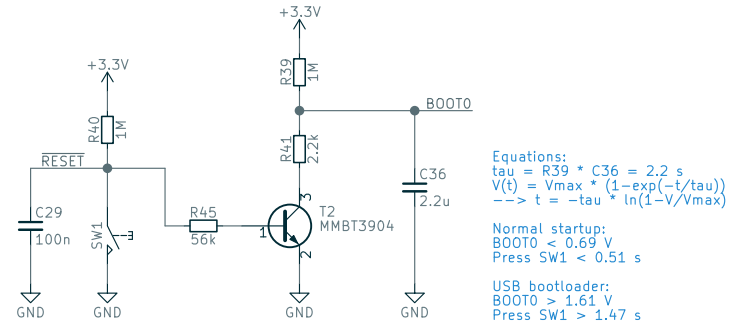 +3.3V
R39
1M
+3.3V
R40
1M
BOOT0
R41
2.2k
RESET
C29
100n
SW1
R45
56k
1
3
2
T2
MMBT3904
C36
2.2u
GND
GND
GND
GND
Equations:
tau = R39 * C36 = 2.2 s
V(t) = Vmax * (1-exp(-t/tau))
--> t = -tau * ln(1-V/Vmax)
Normal startup:
BOOT0 < 0.69 V
Press SW1 < 0.51 s
USB bootloader:
BOOT0 > 1.61 V
Press SW1 > 1.47 s